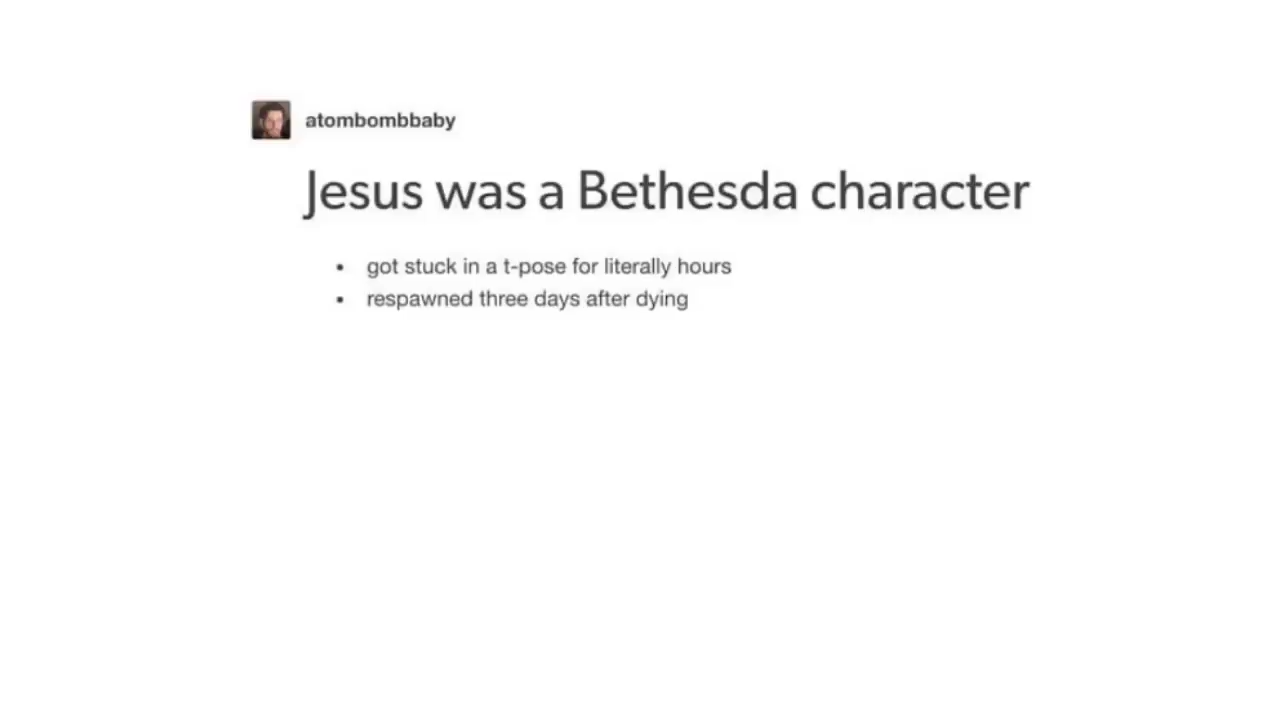 atombombbaby
Jesus was a Bethesda character
• got stuck in a t-pose for literally hours
• respawned three days after dying